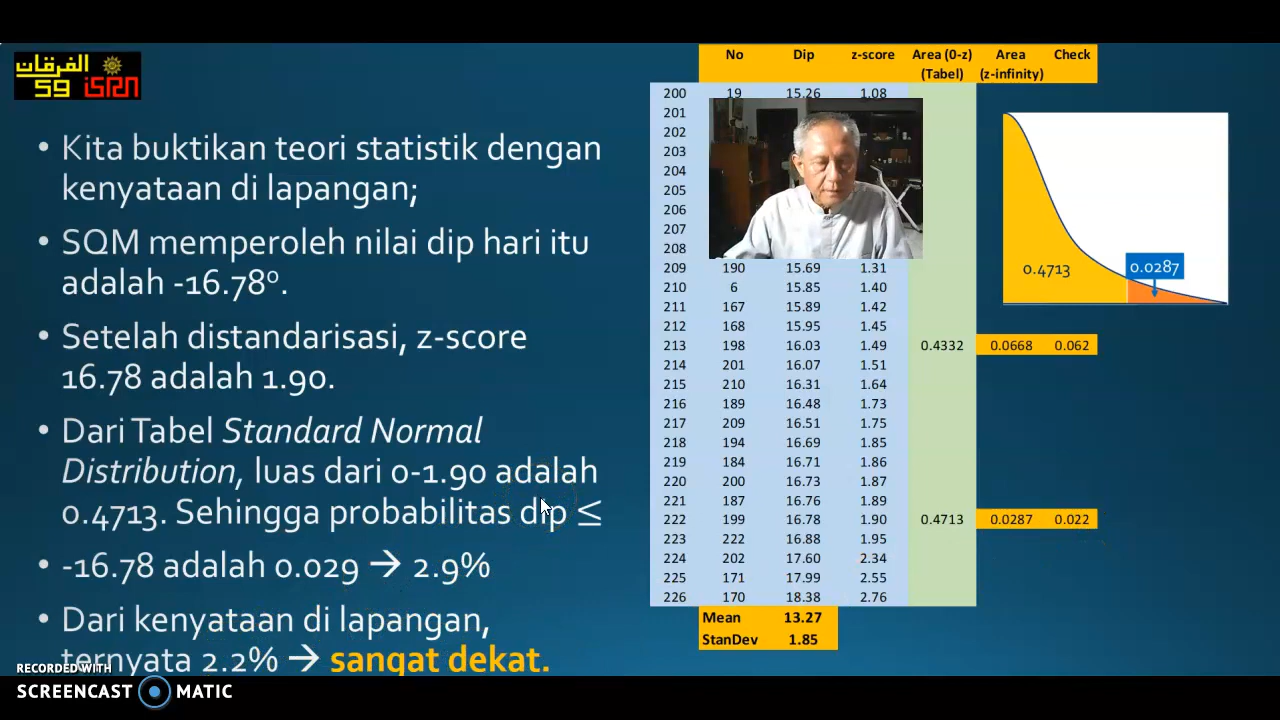 الفرقان
59 isrn
• Kita buktikan teori statistik dengan
kenyataan di lapangan;
• SQM memperoleh nilai dip hari itu
adalah -16.78⁰.
• Setelah distandarisasi, z-score
16.78 adalah 1.90.
• Dari Tabel Standard Normal
Distribution, luas dari 0-1.90 adalah
0.4713. Sehingga probabilitas dip ≤
• -16.78 adalah 0.029 → 2.9%
• Dari kenyataan di lapangan,
ternyata 2.2% → sangat dekat.
No Dip z-score Area (0-z) Area Check
(Tabel) (z-infinity)
200 19 15.26 1.08
201
202
203
204
205
206
207
208
209 190 15.69 1.31
210 6 15.85 1.40
211 167 15.89 1.42
212 168 15.95 1.45
213 198 16.03 1.49 0.4332 0.0668 0.062
214 201 16.07 1.51
215 210 16.31 1.64
216 189 16.48 1.73
217 209 16.51 1.75
218 194 16.69 1.85
219 184 16.71 1.86
220 200 16.73 1.87
221 187 16.76 1.89
222 199 16.78 1.90 0.4713 0.0287 0.022
223 222 16.88 1.95
224 202 17.60 2.34
225 171 17.99 2.55
226 170 18.38 2.76
Mean 13.27
StanDev 1.85
0.4713
0.0287
RECORDED WITH
SCREENCAST MATIC